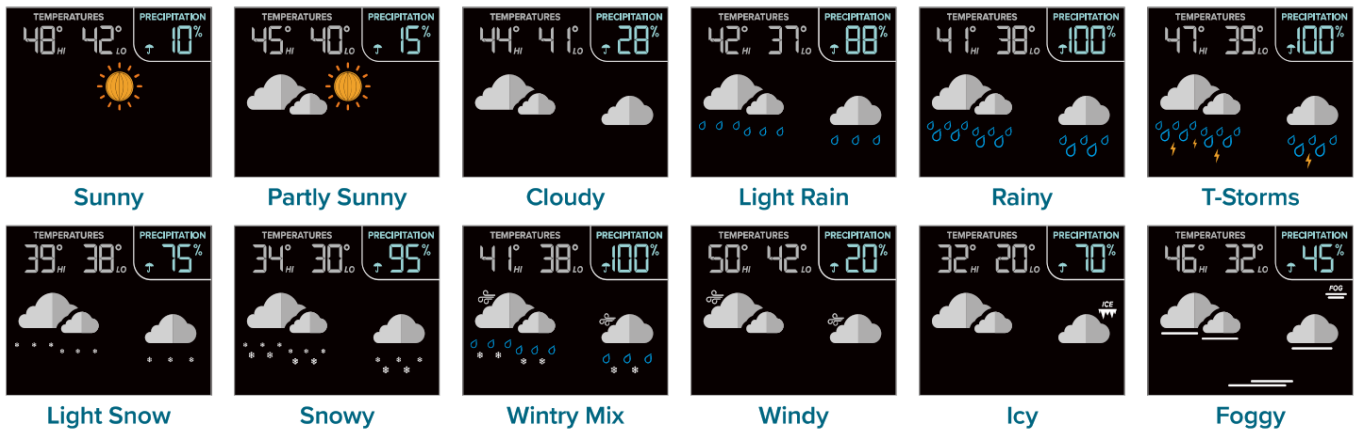 TEMPERATURES PRECIPITATION TEMPERATURES PRECIPITATION TEMPERATURES PRECIPITATION TEMPERATURES PRECIPITATION TEMPERATURES PRECIPITATION TEMPERATURES PRECIPITATION
48° HI 42° LO 10% 45° HI 40° LO 15% 44° HI 41° LO 28% 42° HI 37° LO 88% 41° HI 38° LO 100% 47° HI 39° LO 100%
Sunny Partly Sunny Cloudy Light Rain Rainy T-Storms
TEMPERATURES PRECIPITATION TEMPERATURES PRECIPITATION TEMPERATURES PRECIPITATION TEMPERATURES PRECIPITATION TEMPERATURES PRECIPITATION TEMPERATURES PRECIPITATION
39° HI 38° LO 75% 34° HI 30° LO 95% 41° HI 38° LO 100% 50° HI 42° LO 20% 32° HI 20° LO 70% 46° HI 32° LO 45%
ICE FOG
Light Snow Snowy Wintry Mix Windy Icy Foggy